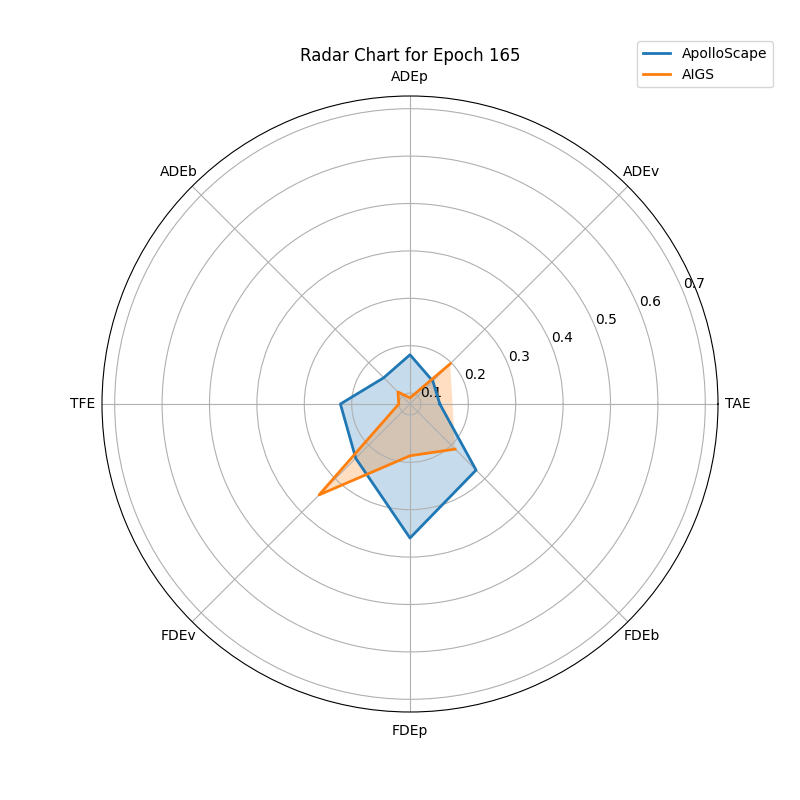 Radar Chart for Epoch 165
ApolloScape
AIGS
ADEp
ADEb
ADEv
0.7
0.6
0.5
0.4
0.3
0.2
0.1
TFE
TAE
FDEv
FDEb
FDEp